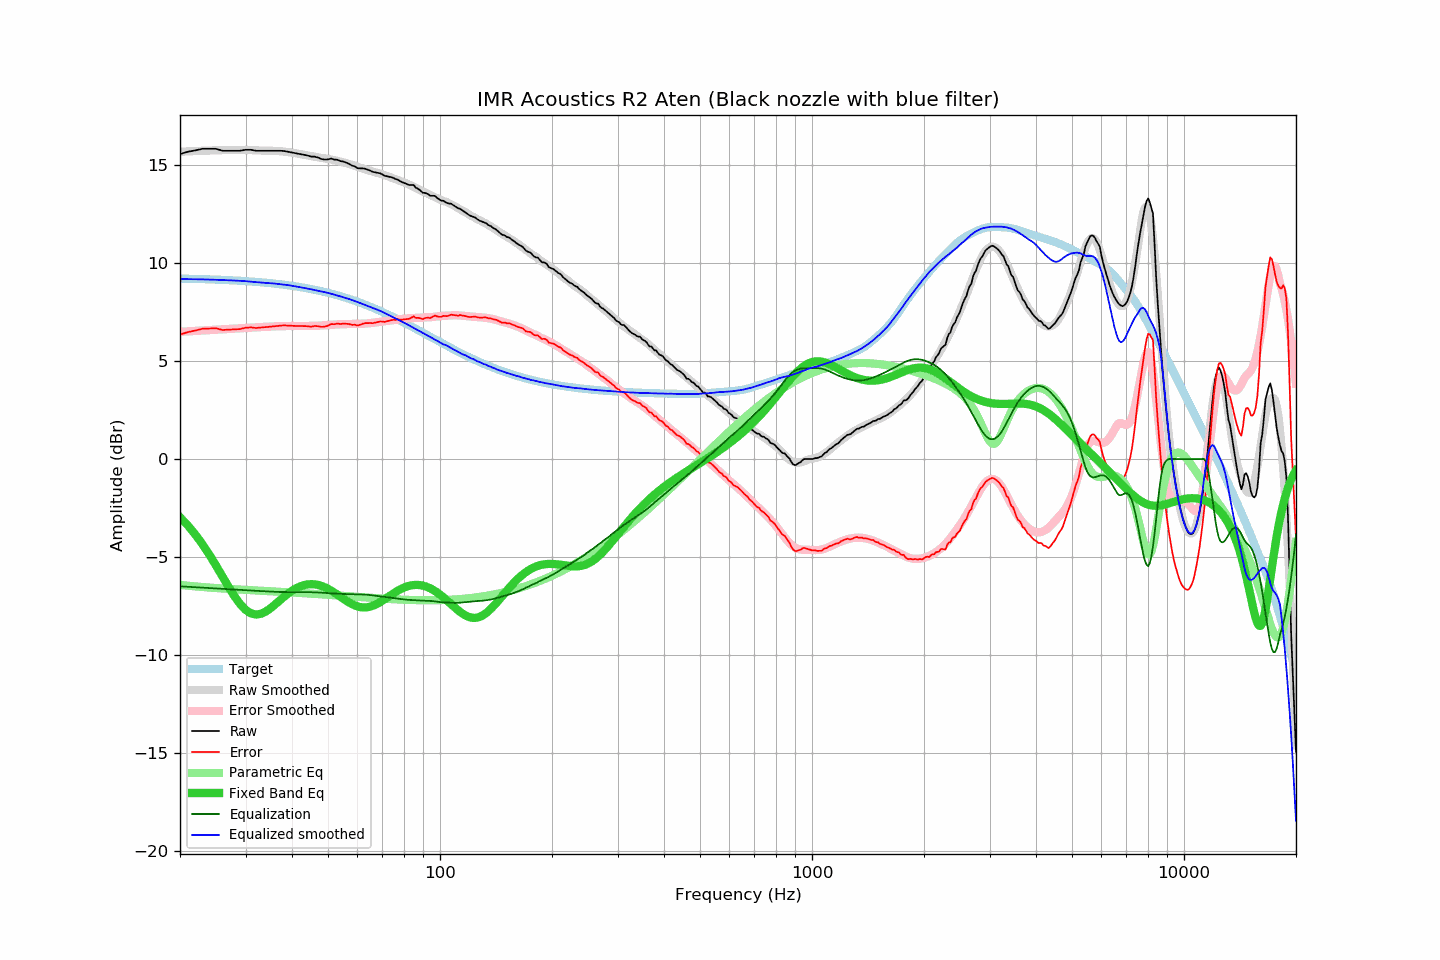 IMR Acoustics R2 Aten (Black nozzle with blue filter)
15
10
5
0
−5
−10
−15
−20
Amplitude (dBr)
Target
Raw Smoothed
Error Smoothed
Raw
Error
Parametric Eq
Fixed Band Eq
Equalization
Equalized smoothed
100
1000
10000
Frequency (Hz)